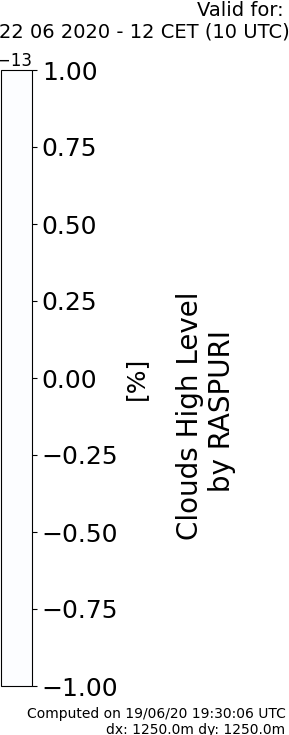 Valid for:
22 06 2020 - 12 CET (10 UTC)
−13
1.00
0.75
0.50
0.25
0.00
−0.25
−0.50
−0.75
−1.00
[%]
Clouds High Level
by RASPURI
Computed on 19/06/20 19:30:06 UTC
dx: 1250.0m dy: 1250.0m